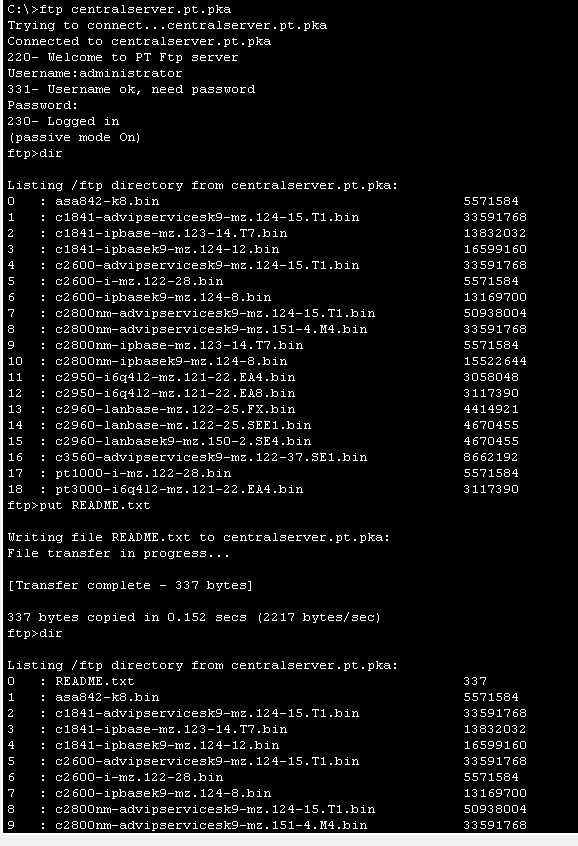 C:\>ftp centralserver.pt.pka
Trying to connect...centralserver.pt.pka
Connected to centralserver.pt.pka
220- Welcome to PT Ftp server
Username:administrator
331- Username ok, need password
Password:
230- Logged in
(passive mode On)
ftp>dir
Listing /ftp directory from centralserver.pt.pka:
0 : asa842-k8.bin 5571584
1 : c1841-advipservicesk9-mz.124-15.T1.bin 33591768
2 : c1841-ipbase-mz.123-14.T7.bin 13832032
3 : c1841-ipbasek9-mz.124-12.bin 16599160
4 : c2600-advipservicesk9-mz.124-15.T1.bin 33591768
5 : c2600-i-mz.122-28.bin 5571584
6 : c2600-ipbasek9-mz.124-8.bin 13169700
7 : c2800nm-advipservicesk9-mz.124-15.T1.bin 50938004
8 : c2800nm-advipservicesk9-mz.151-4.M4.bin 33591768
9 : c2800nm-ipbase-mz.123-14.T7.bin 5571584
10 : c2800nm-ipbasek9-mz.124-8.bin 15522644
11 : c2950-i6q4l2-mz.121-22.EA4.bin 3058048
12 : c2950-i6q4l2-mz.121-22.EA8.bin 3117390
13 : c2960-lanbase-mz.122-25.FX.bin 4414921
14 : c2960-lanbase-mz.122-25.SEE1.bin 4670455
15 : c2960-lanbasek9-mz.150-2.SE4.bin 4670455
16 : c3560-advipservicesk9-mz.122-37.SE1.bin 8662192
17 : pt1000-i-mz.122-28.bin 5571584
18 : pt3000-i6q4l2-mz.121-22.EA4.bin 3117390
ftp>put README.txt
Writing file README.txt to centralserver.pt.pka:
File transfer in progress...
[Transfer complete - 337 bytes]
337 bytes copied in 0.152 secs (2217 bytes/sec)
ftp>dir
Listing /ftp directory from centralserver.pt.pka:
0 : README.txt 337
1 : asa842-k8.bin 5571584
2 : c1841-advipservicesk9-mz.124-15.T1.bin 33591768
3 : c1841-ipbase-mz.123-14.T7.bin 13832032
4 : c1841-ipbasek9-mz.124-12.bin 16599160
5 : c2600-advipservicesk9-mz.124-15.T1.bin 33591768
6 : c2600-i-mz.122-28.bin 5571584
7 : c2600-ipbasek9-mz.124-8.bin 13169700
8 : c2800nm-advipservicesk9-mz.124-15.T1.bin 50938004
9 : c2800nm-advipservicesk9-mz.151-4.M4.bin 33591768